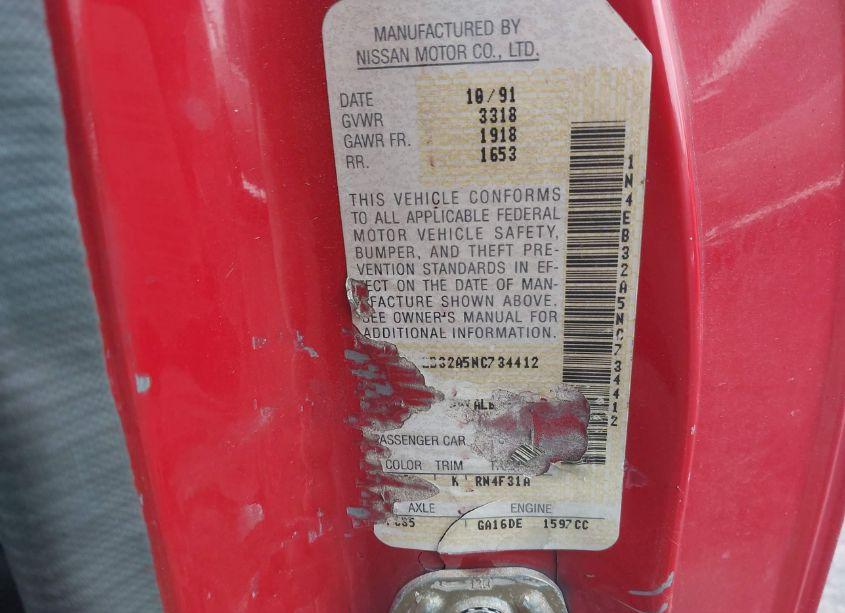 MANUFACTURED BY
NISSAN MOTOR CO., LTD.
DATE 10/91
GVWR 3318
GAWR FR. 1918
RR. 1653
THIS VEHICLE CONFORMS
TO ALL APPLICABLE FEDERAL
MOTOR VEHICLE SAFETY,
BUMPER, AND THEFT PRE-
VENTION STANDARDS IN EF-
FECT ON THE DATE OF MAN-
UFACTURE SHOWN ABOVE.
SEE OWNER'S MANUAL FOR
ADDITIONAL INFORMATION.
32A5NC734412
PASSENGER CAR
COLOR TRIM
K RN4F31A
AXLE ENGINE
GA16DE 1597CC
1N4EB32A5NC734412